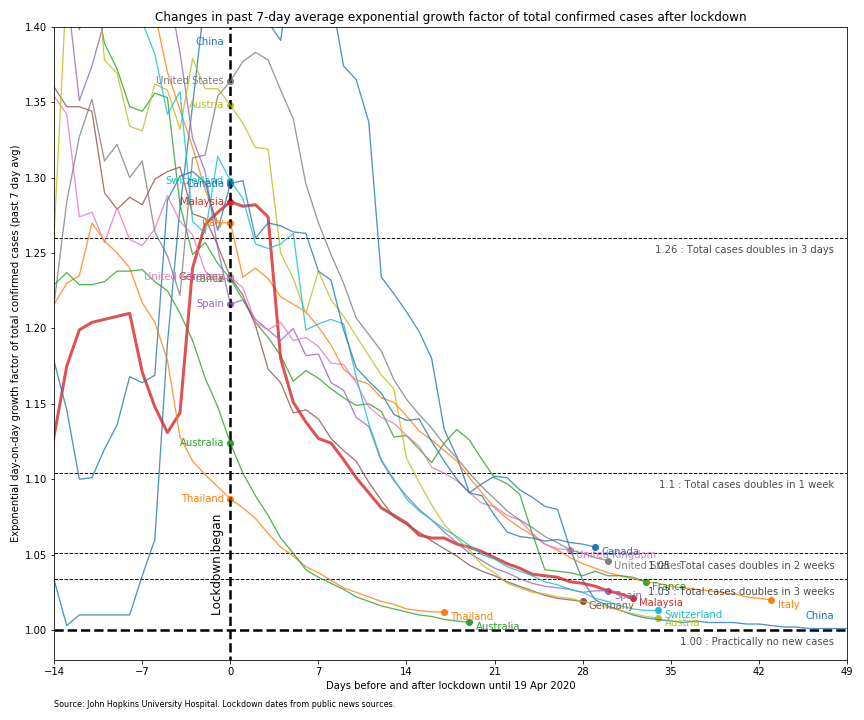 Changes in past 7-day average exponential growth factor of total confirmed cases after lockdown
Exponential day-on-day growth factor of total confirmed cases (past 7 day avg)
1.40
1.35
1.30
1.25
1.20
1.15
1.10
1.05
1.00
China
United States
Austria
Switzerland
Canada
Malaysia
Italy
United Kingdom
Germany
France
Spain
Australia
Thailand
Lockdown began
1.26 : Total cases doubles in 3 days
1.1 : Total cases doubles in 1 week
1.05 : Total cases doubles in 2 weeks
1.03 : Total cases doubles in 3 weeks
1.00 : Practically no new cases
Canada
United Kingdom
United States
France
Spain
Malaysia
Germany
Italy
Switzerland
Austria
China
Thailand
Australia
−14
−7
0
7
14
21
28
35
42
49
Days before and after lockdown until 19 Apr 2020
Source: John Hopkins University Hospital. Lockdown dates from public news sources.